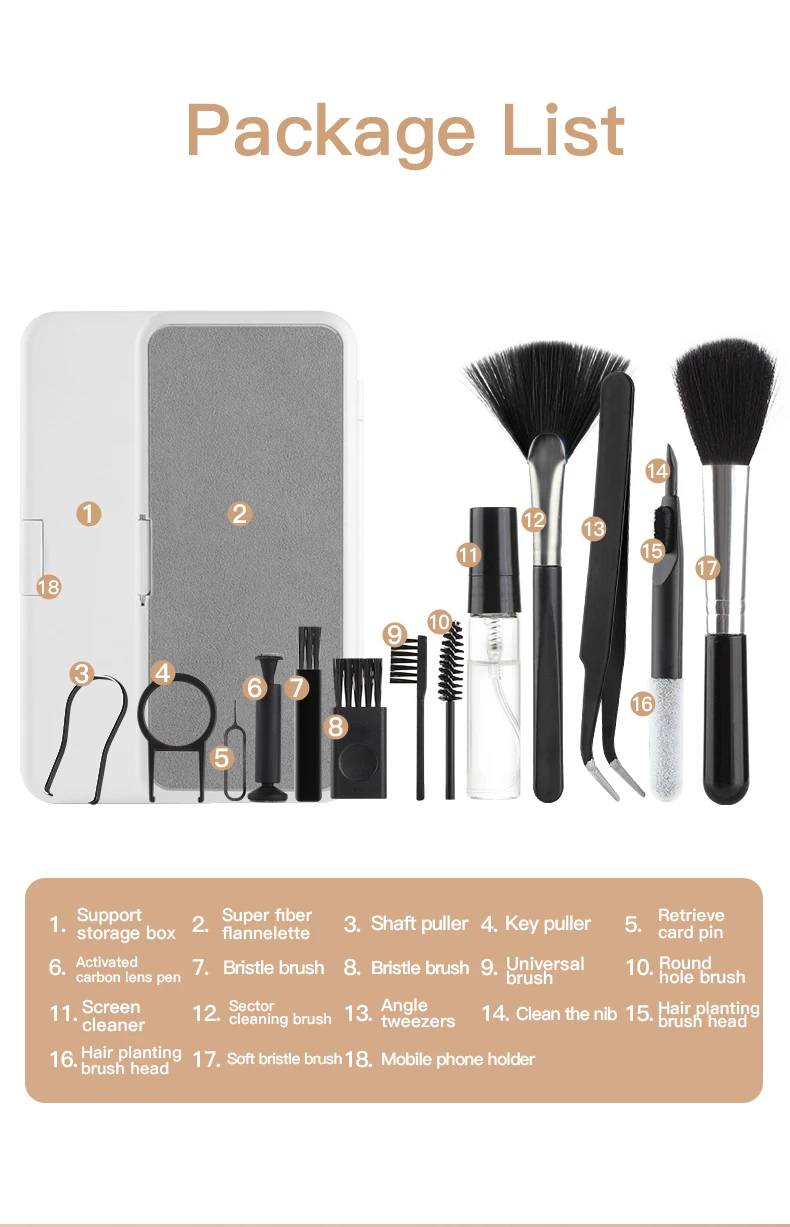 Package List
1
2
3
4
5
6
7
8
9
10
11
12
13
14
15
16
17
18
1. Support
storage box
2. Super fiber
flannelette
3. Shaft puller
4. Key puller
5. Retrieve
card pin
6. Activated
carbon lens pen
7. Bristle brush
8. Bristle brush
9. Universal
brush
10. Round
hole brush
11. Screen
cleaner
12. Sector
cleaning brush
13. Angle
tweezers
14. Clean the nib
15. Hair planting
brush head
16. Hair planting
brush head
17. Soft bristle brush
18. Mobile phone holder